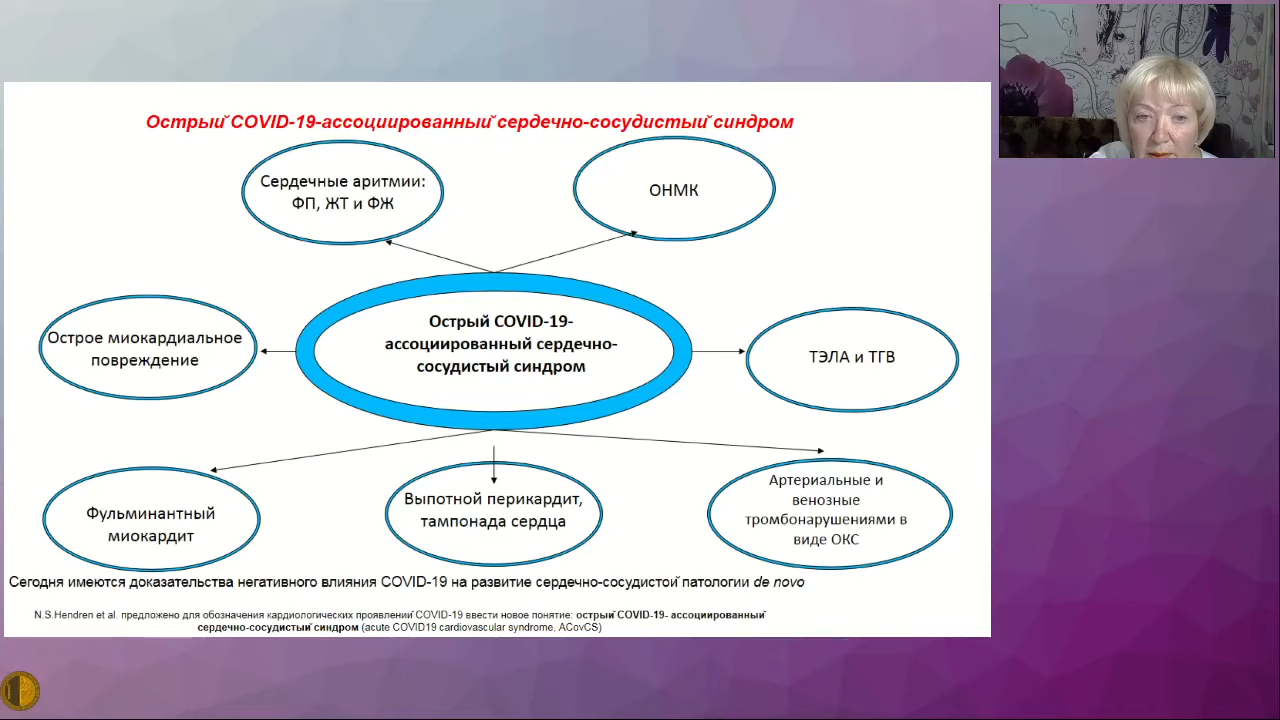 Острый COVID-19-ассоциированный сердечно-сосудистый синдром
Сердечные аритмии:
ФП, ЖТ и ФЖ
ОНМК
Острое миокардиальное
повреждение
Острый COVID-19-
ассоциированный сердечно-
сосудистый синдром
ТЭЛА и ТГВ
Фульминантный
миокардит
Выпотной перикардит,
тампонада сердца
Артериальные и
венозные
тромбонарушениями в
виде ОКС
Сегодня имеются доказательства негативного влияния COVID-19 на развитие сердечно-сосудистой патологии de novo
N.S.Hendren et al. предложено для обозначения кардиологических проявлений COVID-19 ввести новое понятие: острый COVID-19- ассоциированный
сердечно-сосудистый синдром (acute COVID19 cardiovascular syndrome, ACovCS)